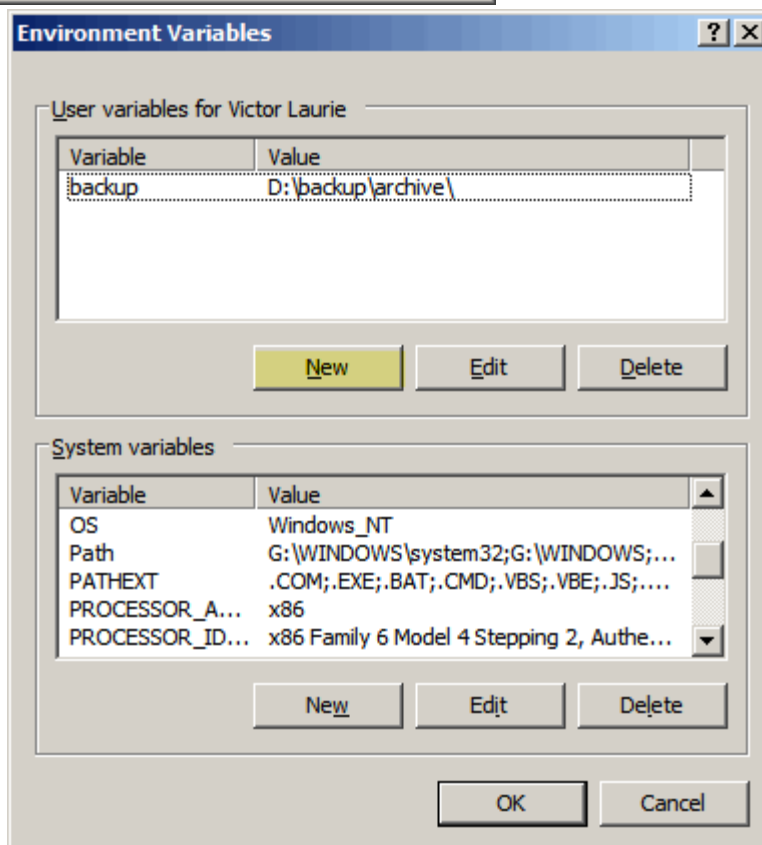 Environment Variables
User variables for Victor Laurie
Variable Value
backup D:\backup\archive\
New Edit Delete
System variables
Variable Value
OS Windows_NT
Path G:\WINDOWS\system32;G:\WINDOWS;...
PATHEXT .COM;.EXE;.BAT;.CMD;.VBS;.VBE;.JS;....
PROCESSOR_A... x86
PROCESSOR_ID... x86 Family 6 Model 4 Stepping 2, Authe...
New Edit Delete
OK Cancel